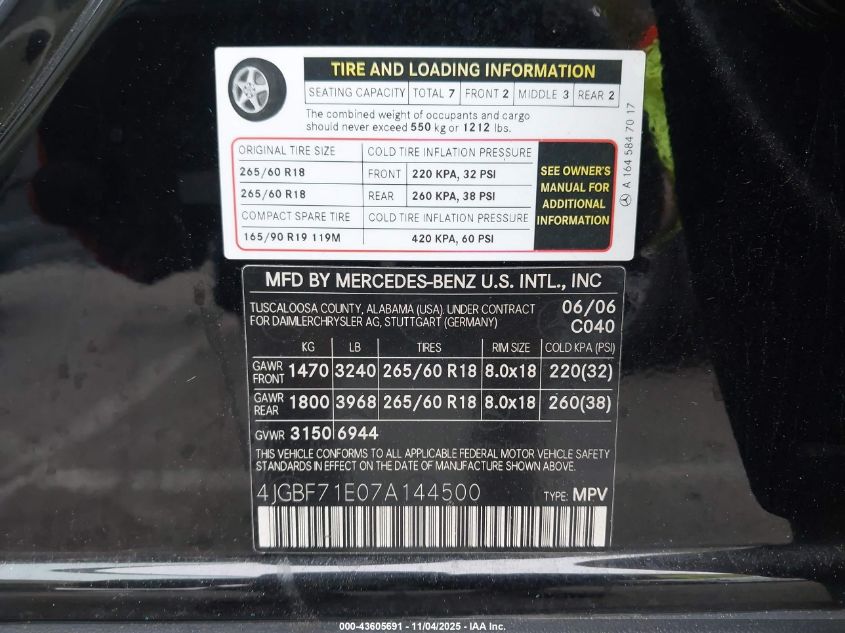 TIRE AND LOADING INFORMATION
SEATING CAPACITY TOTAL 7 FRONT 2 MIDDLE 3 REAR 2
The combined weight of occupants and cargo
should never exceed 550 kg or 1212 lbs.
ORIGINAL TIRE SIZE COLD TIRE INFLATION PRESSURE
265/60 R18 FRONT 220 KPA, 32 PSI
265/60 R18 REAR 260 KPA, 38 PSI
COMPACT SPARE TIRE COLD TIRE INFLATION PRESSURE
165/90 R19 119M 420 KPA, 60 PSI
SEE OWNER'S
MANUAL FOR
ADDITIONAL
INFORMATION
A 164 584 70 17
MFD BY MERCEDES-BENZ U.S. INTL., INC
TUSCALOOSA COUNTY, ALABAMA (USA). UNDER CONTRACT
FOR DAIMLERCHRYSLER AG, STUTTGART (GERMANY)
06/06
C040
KG LB TIRES RIM SIZE COLD KPA (PSI)
GAWR FRONT 1470 3240 265/60 R18 8.0x18 220(32)
GAWR REAR 1800 3968 265/60 R18 8.0x18 260(38)
GVWR 3150 6944
THIS VEHICLE CONFORMS TO ALL APPLICABLE FEDERAL MOTOR VEHICLE SAFETY
STANDARDS IN EFFECT ON THE DATE OF MANUFACTURE SHOWN ABOVE.
4JGBF71E07A144500 TYPE: MPV
000-43605691 - 11/04/2025 - IAA Inc.